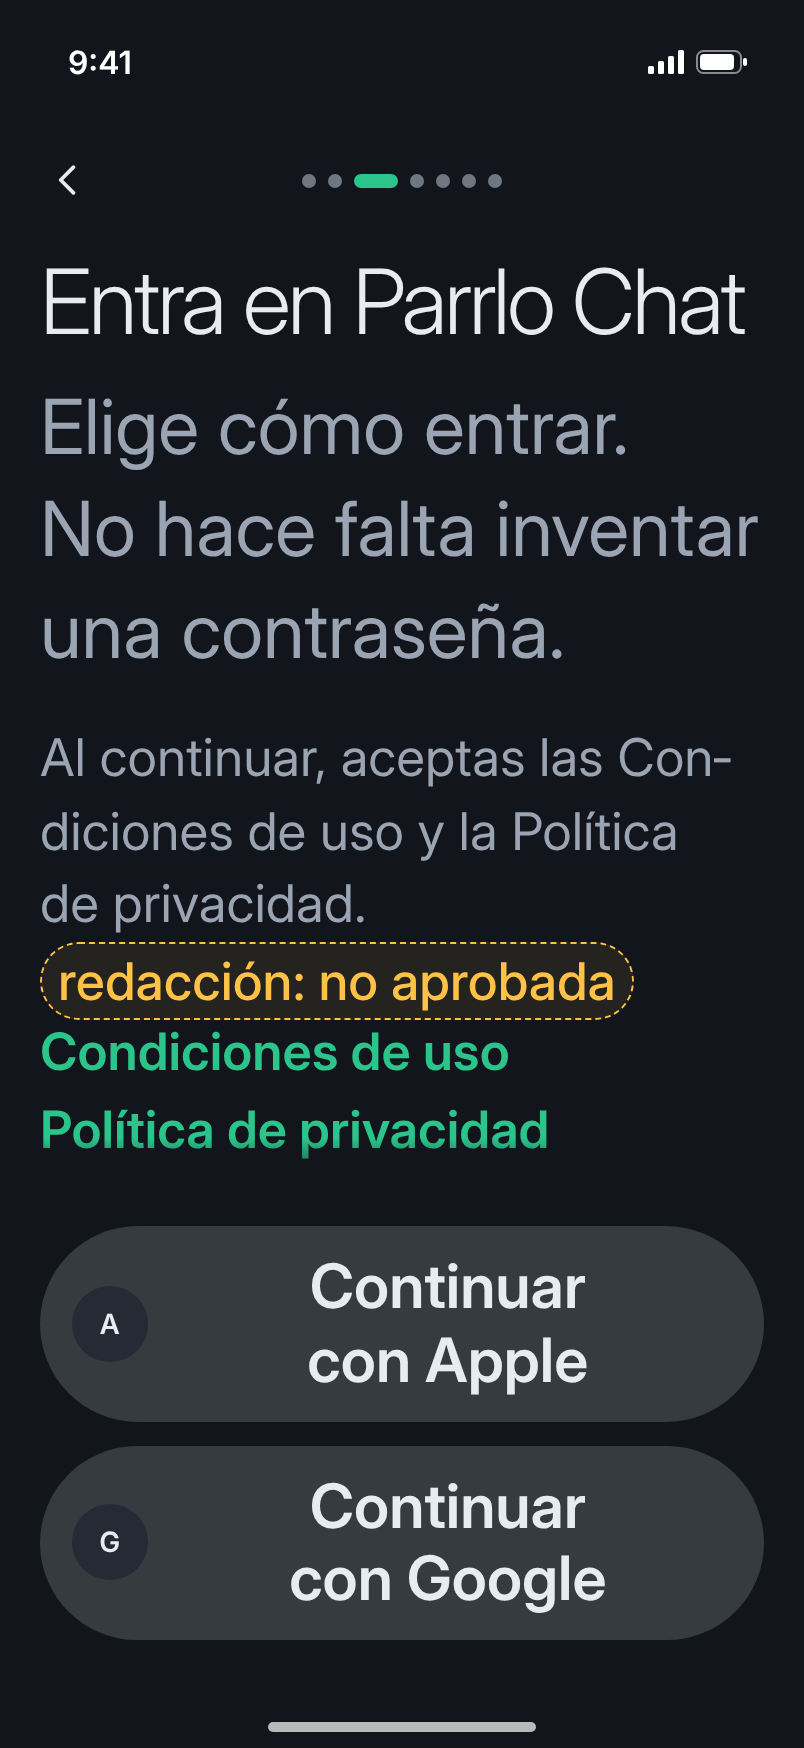 9:41
Entra en Parrlo Chat
Elige cómo entrar.
No hace falta inventar
una contraseña.
Al continuar, aceptas las Con-
diciones de uso y la Política
de privacidad.
redacción: no aprobada
Condiciones de uso
Política de privacidad
A
Continuar
con Apple
G
Continuar
con Google